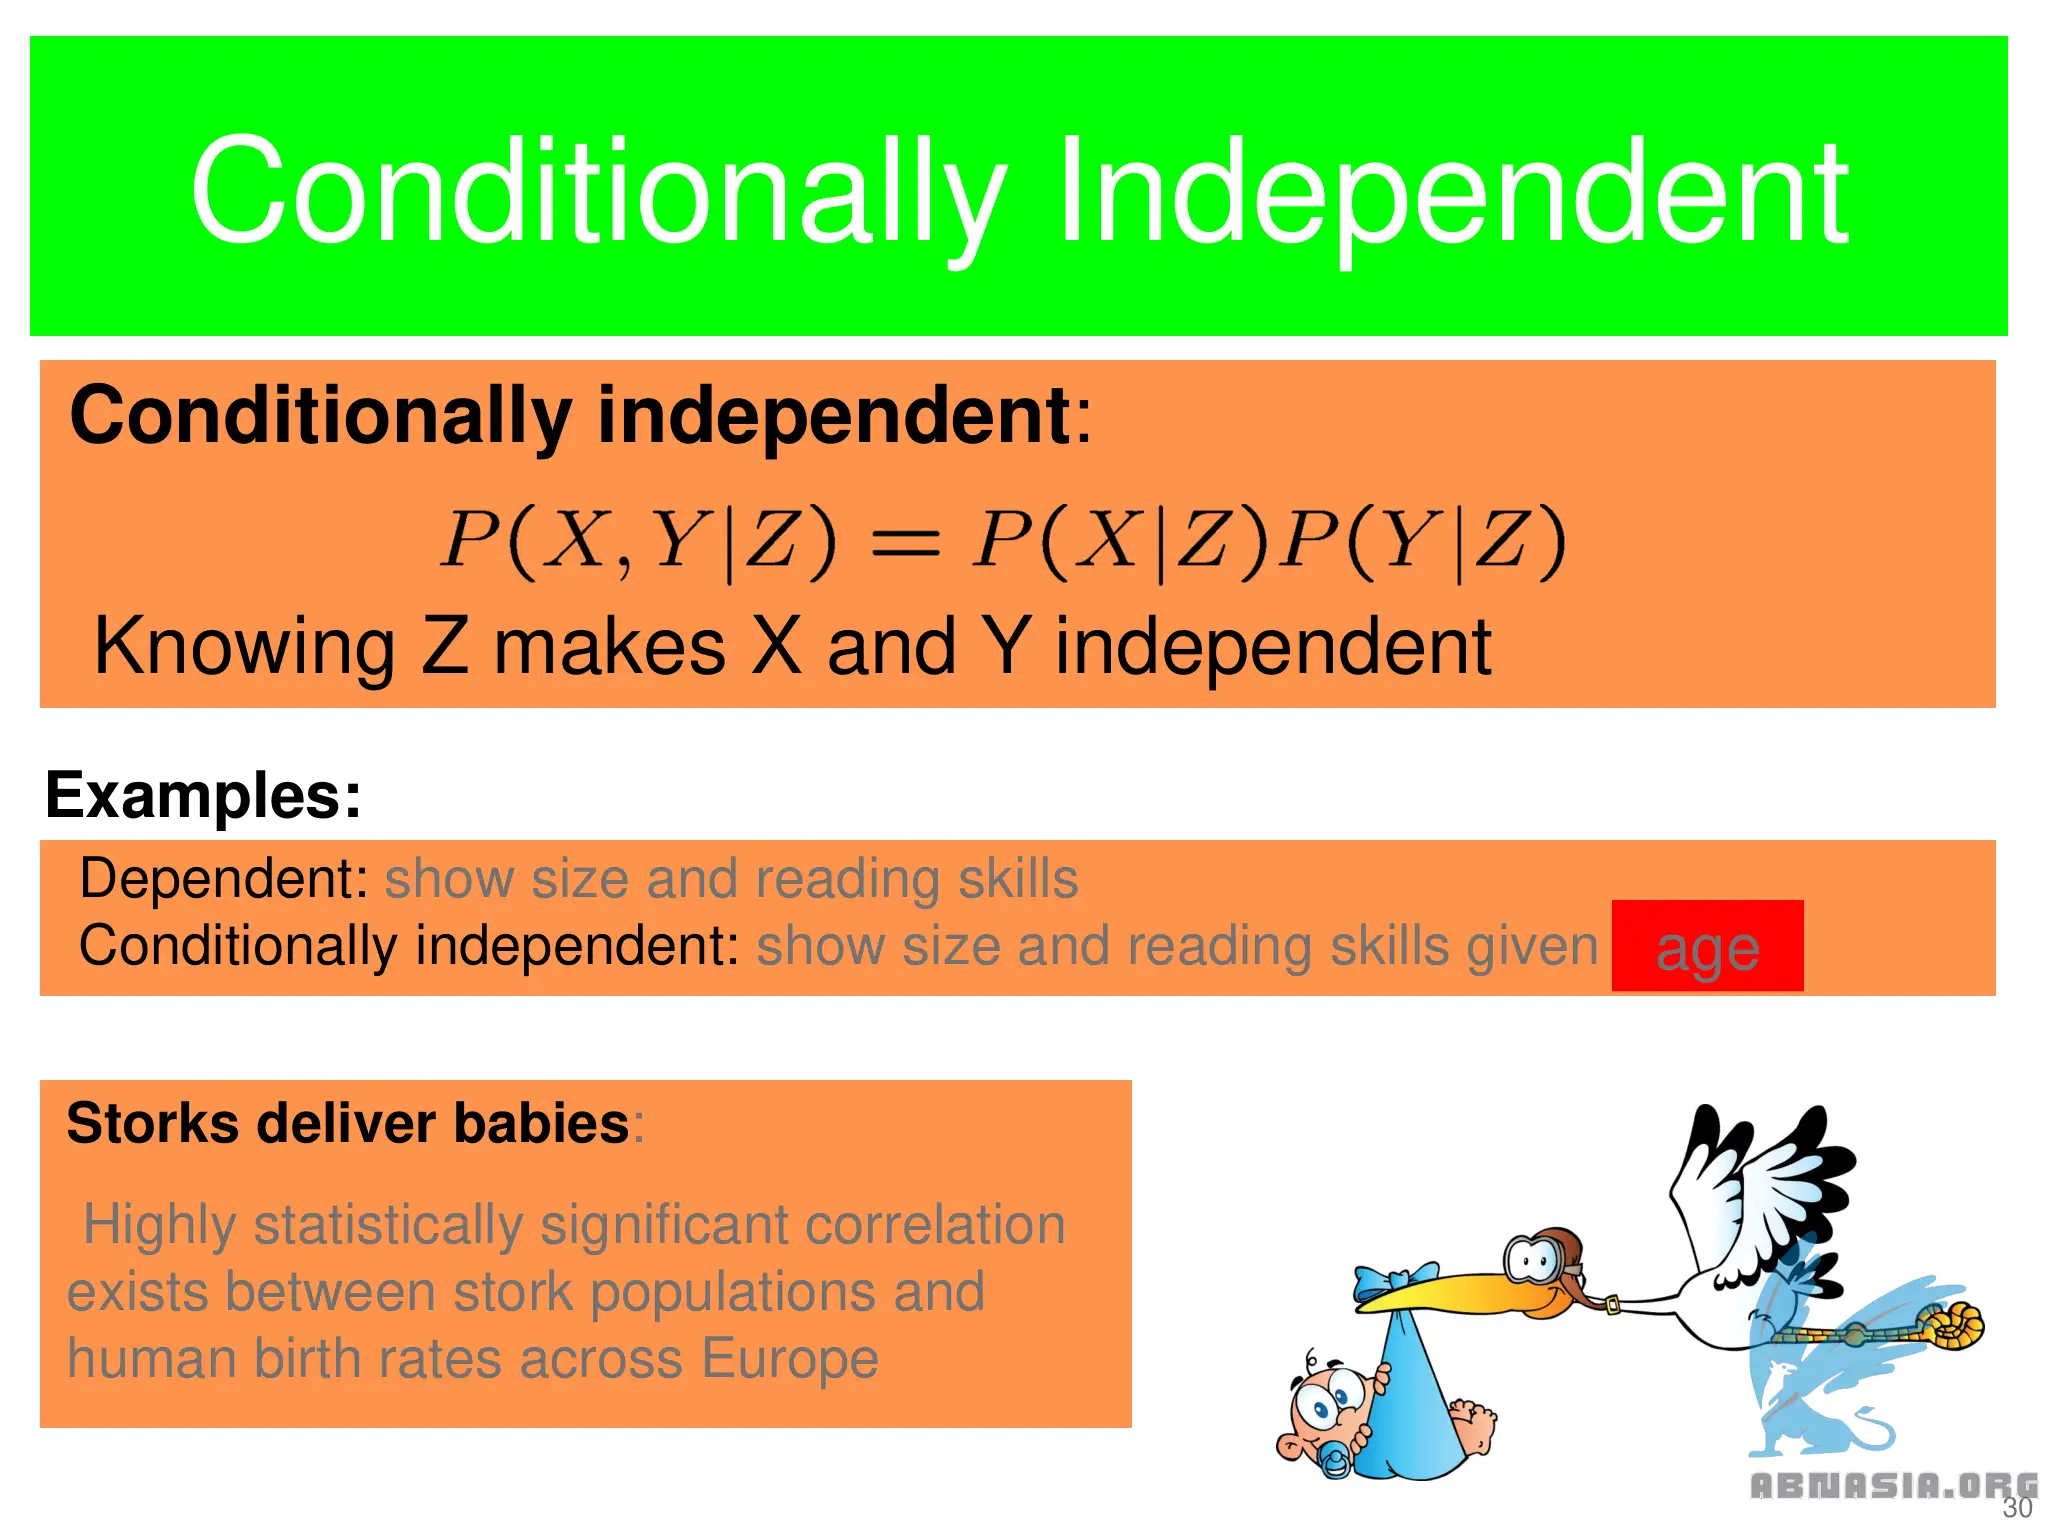 Conditionally Independent
Conditionally independent:
P(X, Y|Z) = P(X|Z)P(Y|Z)
Knowing Z makes X and Y independent
Examples:
Dependent: show size and reading skills
Conditionally independent: show size and reading skills given age
Storks deliver babies:
Highly statistically significant correlation
exists between stork populations and
human birth rates across Europe
ABNASIA.ORG
30